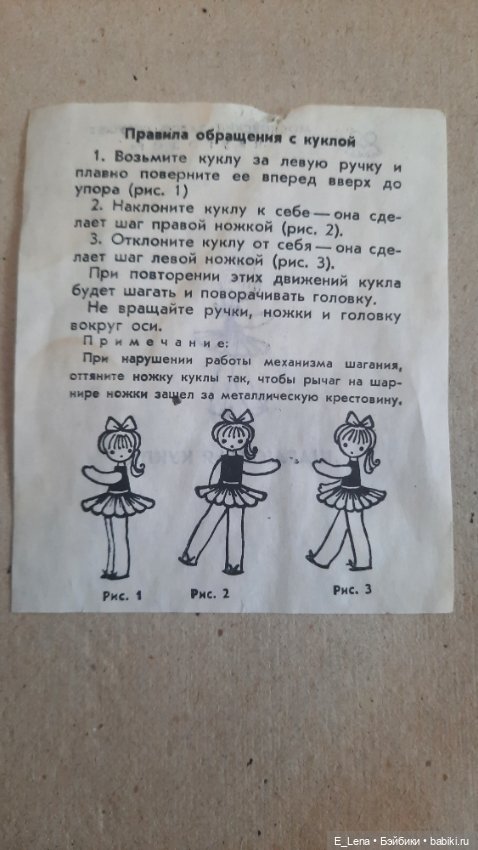 Правила обращения с куклой
1. Возьмите куклу за левую ручку и
плавно поверните ее вперед вверх до
упора (рис. 1)
2. Наклоните куклу к себе — она сде-
лает шаг правой ножкой (рис. 2).
3. Отклоните куклу от себя — она сде-
лает шаг левой ножкой (рис. 3).
При повторении этих движений кукла
будет шагать и поворачивать головку.
Не вращайте ручки, ножки и головку
вокруг оси.
Примечание:
При нарушении работы механизма шагания,
оттяните ножку куклы так, чтобы рычаг на шар-
нире ножки зашел за металлическую крестовину.
Рис. 1 Рис. 2 Рис. 3
E_Lena • Бэйбики • babiki.ru